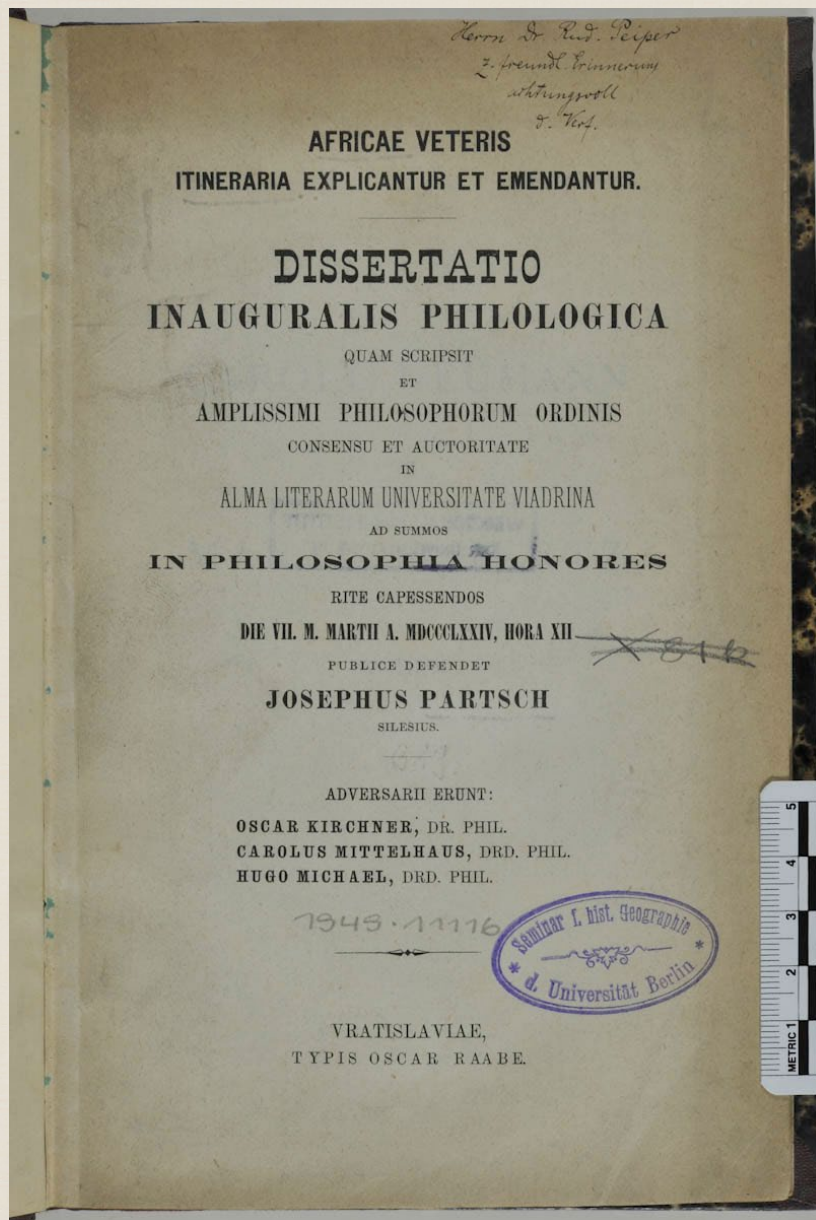 Herrn Dr. Rud. Peiper
z. freundl. Erinnerung
achtungsvoll
d. Verf.
AFRICAE VETERIS
ITINERARIA EXPLICANTUR ET EMENDANTUR.
DISSERTATIO
INAUGURALIS PHILOLOGICA
QUAM SCRIPSIT
ET
AMPLISSIMI PHILOSOPHORUM ORDINIS
CONSENSU ET AUCTORITATE
IN
ALMA LITERARUM UNIVERSITATE VIADRINA
AD SUMMOS
IN PHILOSOPHIA HONORES
RITE CAPESSENDOS
DIE VII. M. MARTII A. MDCCCLXXIV, HORA XII
PUBLICE DEFENDET
JOSEPHUS PARTSCH
SILESIUS.
ADVERSARII ERUNT:
OSCAR KIRCHNER, DR. PHIL.
CAROLUS MITTELHAUS, DRD. PHIL.
HUGO MICHAEL, DRD. PHIL.
1949.11116
Seminar f. hist. Geographie
* d. Universität Berlin *
VRATISLAVIAE,
TYPIS OSCAR RAABE.
5
4
3
2
METRIC 1